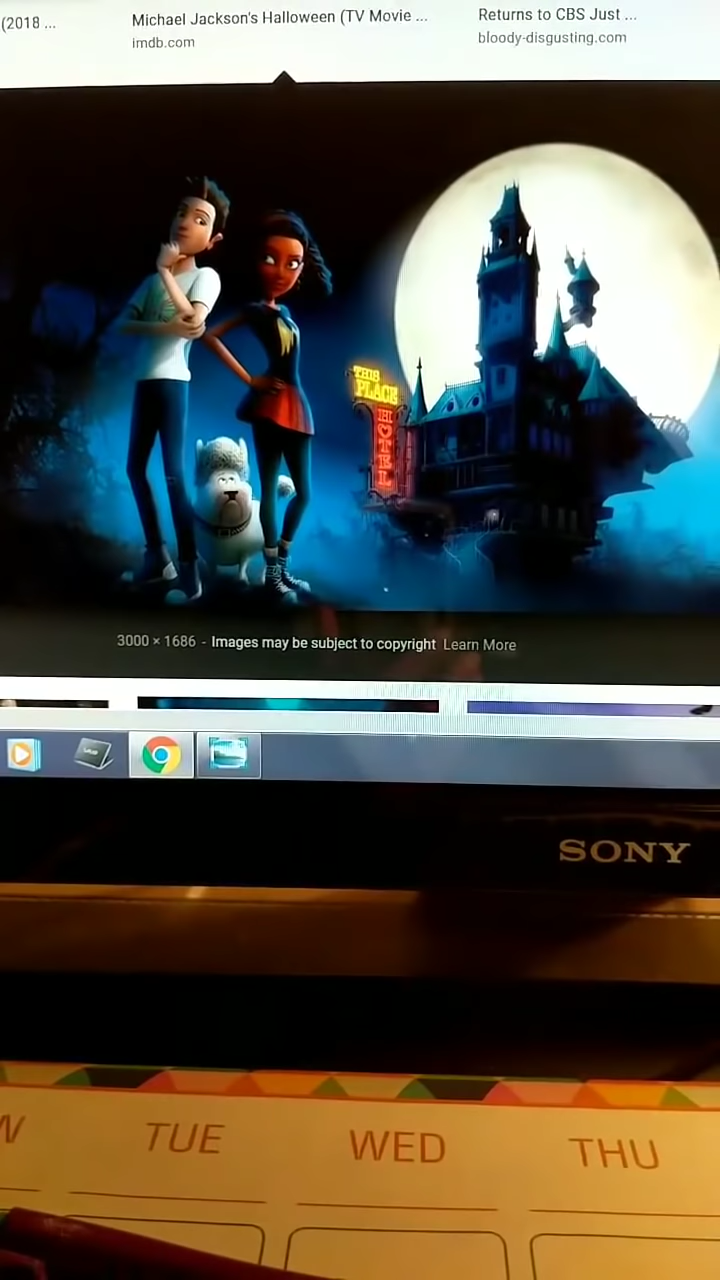 (2018 ...
Michael Jackson's Halloween (TV Movie ...
imdb.com
Returns to CBS Just ...
bloody-disgusting.com
THIS
PLACE
HOTEL
3000 × 1686 - Images may be subject to copyright Learn More
SONY
TUE
WED
THU